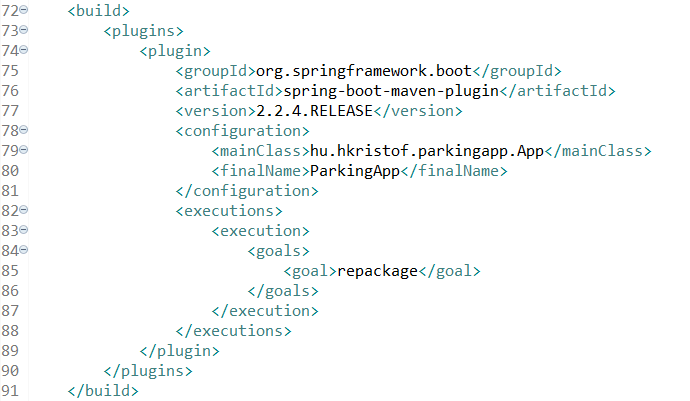 72 <build>
73 <plugins>
74 <plugin>
75 <groupId>org.springframework.boot</groupId>
76 <artifactId>spring-boot-maven-plugin</artifactId>
77 <version>2.2.4.RELEASE</version>
78 <configuration>
79 <mainClass>hu.hkristof.parkingapp.App</mainClass>
80 <finalName>ParkingApp</finalName>
81 </configuration>
82 <executions>
83 <execution>
84 <goals>
85 <goal>repackage</goal>
86 </goals>
87 </execution>
88 </executions>
89 </plugin>
90 </plugins>
91 </build>